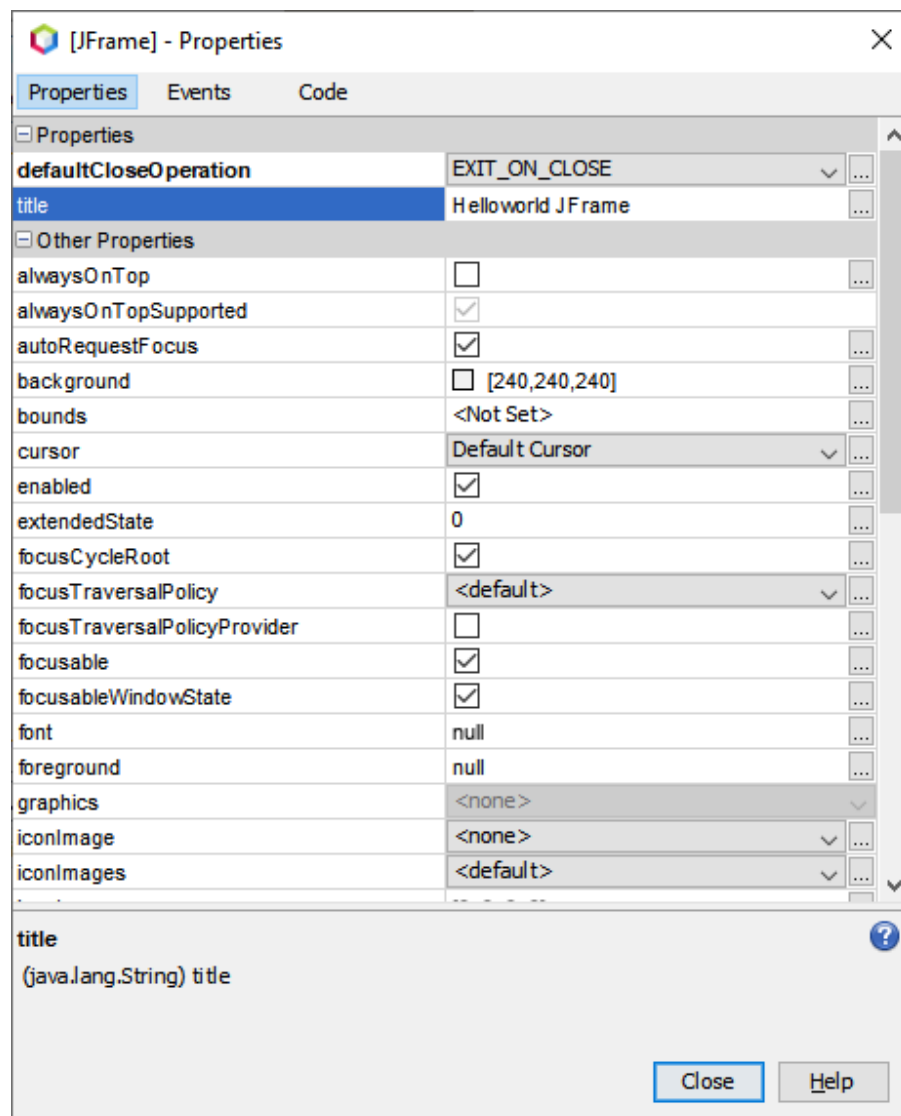 [JFrame] - Properties
Properties Events Code
Properties
defaultCloseOperation EXIT_ON_CLOSE ...
title Helloworld JFrame ...
Other Properties
alwaysOnTop ...
alwaysOnTopSupported
autoRequestFocus ...
background [240,240,240] ...
bounds <Not Set> ...
cursor Default Cursor ...
enabled ...
extendedState 0 ...
focusCycleRoot ...
focusTraversalPolicy <default> ...
focusTraversalPolicyProvider ...
focusable ...
focusableWindowState ...
font null ...
foreground null ...
graphics <none>
iconImage <none> ...
iconImages <default> ...
title
(java.lang.String) title
Close Help